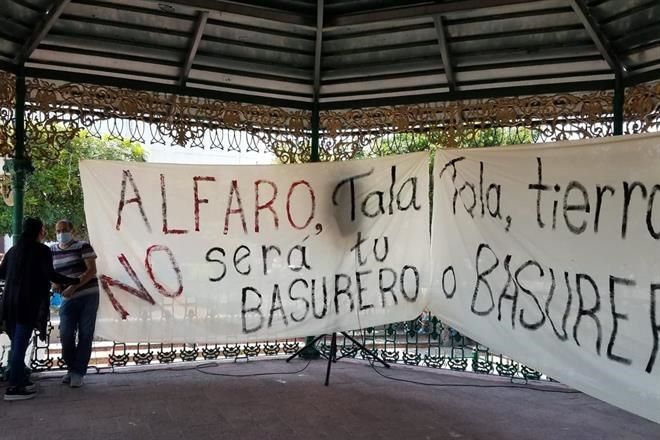 ALFARO, Tala
NO será tu
BASURERO o
Tala, tierra
BASURER